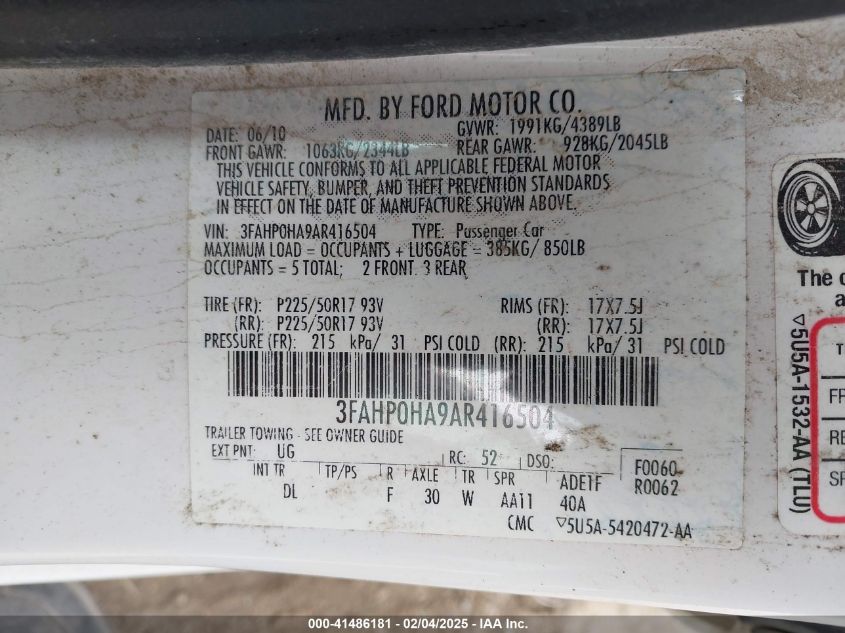 MFD. BY FORD MOTOR CO.
DATE: 06/10 GVWR: 1991KG/4389LB
FRONT GAWR: 1063KG/2344LB REAR GAWR: 928KG/2045LB
THIS VEHICLE CONFORMS TO ALL APPLICABLE FEDERAL MOTOR
VEHICLE SAFETY, BUMPER, AND THEFT PREVENTION STANDARDS
IN EFFECT ON THE DATE OF MANUFACTURE SHOWN ABOVE.
VIN: 3FAHP0HA9AR416504 TYPE: Passenger Car
MAXIMUM LOAD = OCCUPANTS + LUGGAGE = 385KG/ 850LB
OCCUPANTS = 5 TOTAL; 2 FRONT 3 REAR
TIRE (FR): P225/50R17 93V RIMS (FR): 17X7.5J
(RR): P225/50R17 93V (RR): 17X7.5J
PRESSURE (FR): 215 kPa/ 31 PSI COLD (RR): 215 kPa/ 31 PSI COLD
3FAHP0HA9AR416504
TRAILER TOWING - SEE OWNER GUIDE
EXT PNT: UG RC: 52 DSO: F0060
INT TR TP/PS R AXLE TR SPR ADE1F R0062
DL F 30 W AA11 40A
CMC ▽5U5A-5420472-AA
The
a
▽5U5A-1532-AA (TLU)
T
FR
RE
SP
000-41486181 - 02/04/2025 - IAA Inc.